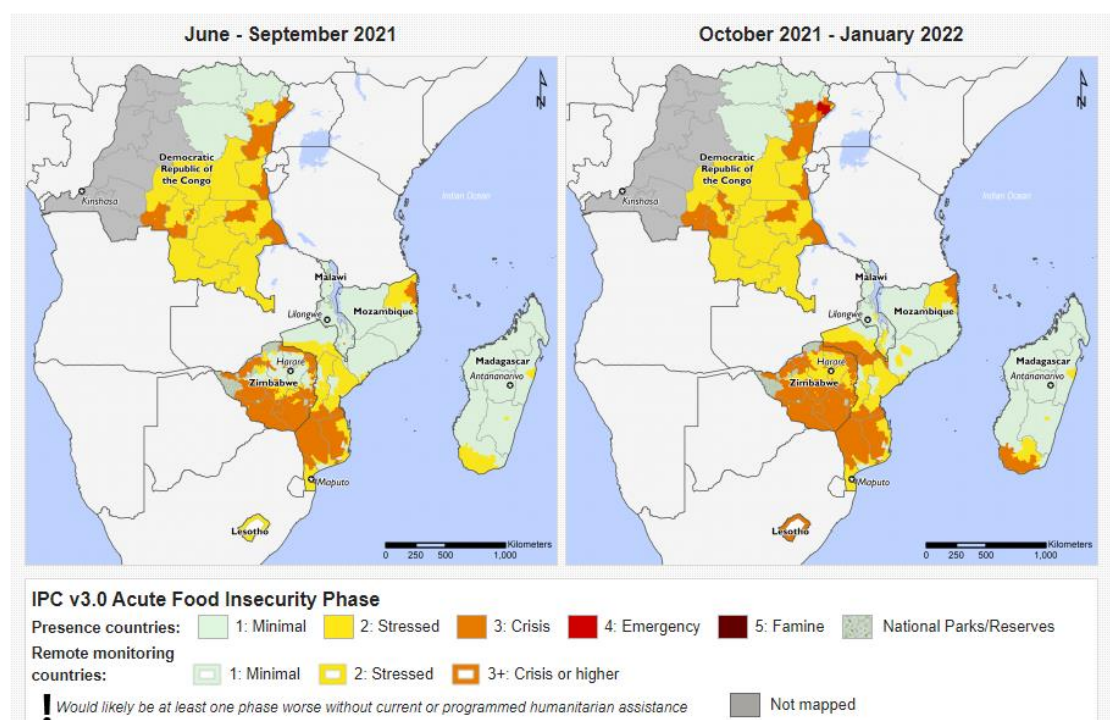 June - September 2021
October 2021 - January 2022
N
Democratic
Republic of
the Congo
Kinshasa
Indian Ocean
Malawi
Lilongwe
Mozambique
Harare
Zimbabwe
Madagascar
Antananarivo
Maputo
Lesotho
Kilometers
0 250 500 1,000
N
Democratic
Republic of
the Congo
Kinshasa
Indian Ocean
Malawi
Lilongwe
Mozambique
Harare
Zimbabwe
Madagascar
Antananarivo
Maputo
Lesotho
Kilometers
0 250 500 1,000
IPC v3.0 Acute Food Insecurity Phase
Presence countries: 1: Minimal 2: Stressed 3: Crisis 4: Emergency 5: Famine National Parks/Reserves
Remote monitoring
countries: 1: Minimal 2: Stressed 3+: Crisis or higher
! Would likely be at least one phase worse without current or programmed humanitarian assistance Not mapped